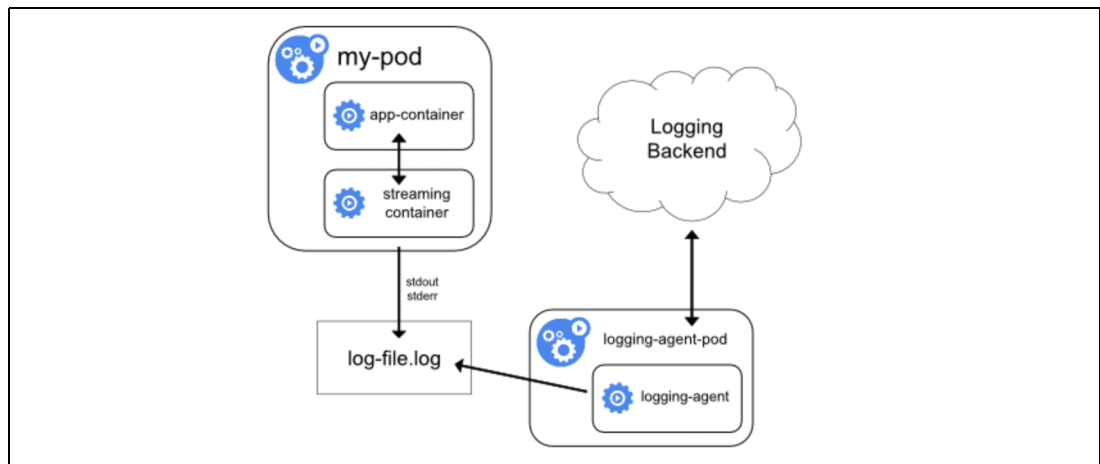 my-pod
app-container
streaming
container
Logging
Backend
stdout
stderr
log-file.log
logging-agent-pod
logging-agent